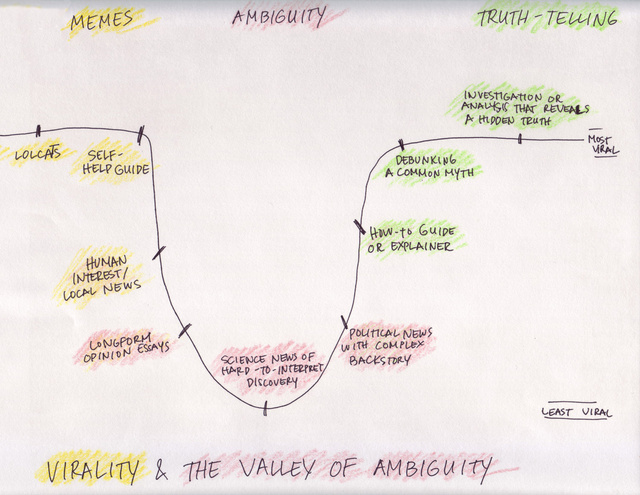 MEMES
AMBIGUITY
TRUTH-TELLING
INVESTIGATION OR
ANALYSIS THAT REVEALS
A HIDDEN TRUTH
MOST
VIRAL
LOLCATS
SELF-
HELP GUIDE
DEBUNKING
A COMMON MYTH
HOW-TO GUIDE
OR EXPLAINER
HUMAN
INTEREST/
LOCAL NEWS
LONGFORM
OPINION ESSAYS
SCIENCE NEWS OF
HARD-TO-INTERPRET
DISCOVERY
POLITICAL NEWS
WITH COMPLEX
BACKSTORY
LEAST VIRAL
VIRALITY & THE VALLEY OF AMBIGUITY